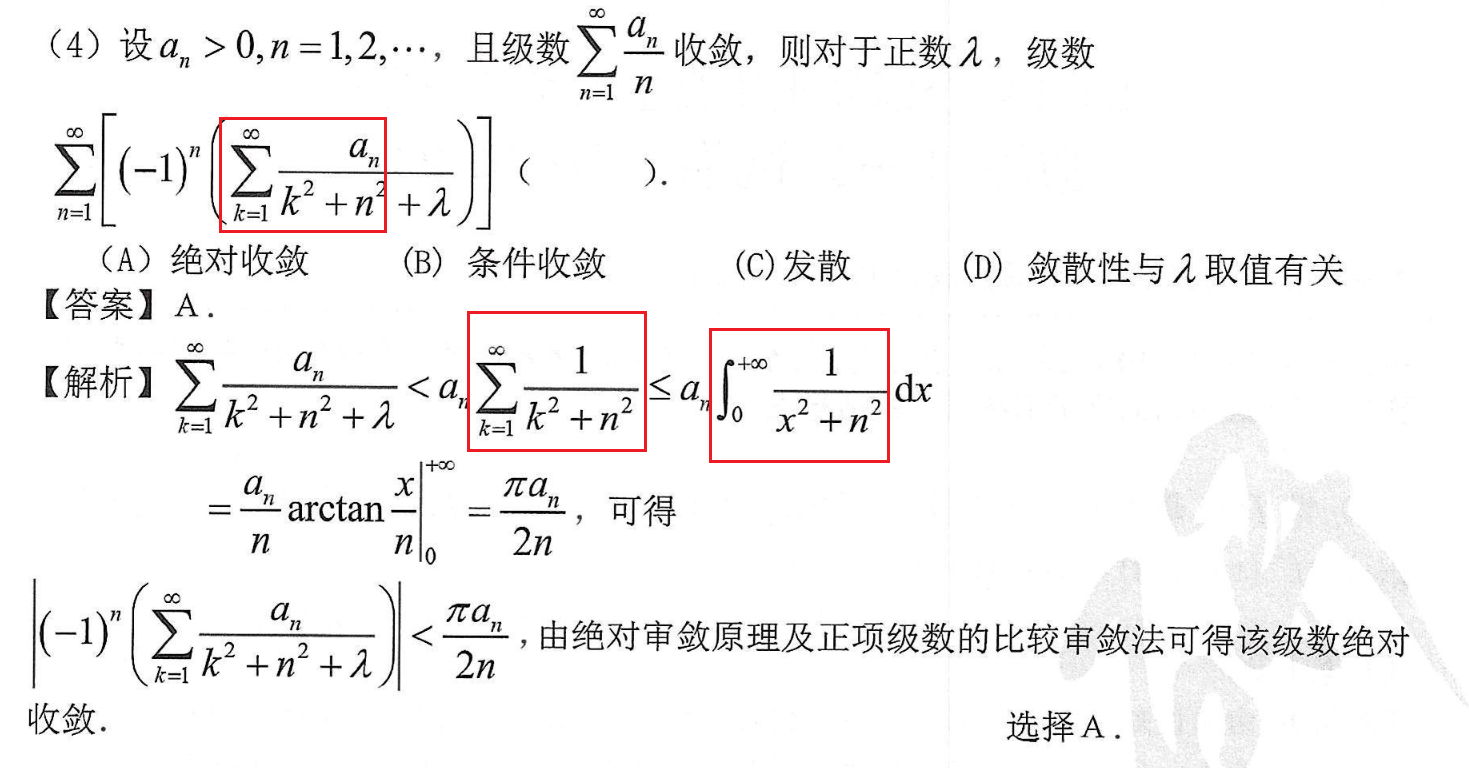 (4) 设 $a_n > 0, n = 1, 2, \cdots$, 且级数 $\sum_{n=1}^{\infty} \frac{a_n}{n}$ 收敛，则对于正数 $\lambda$，级数
$\sum_{n=1}^{\infty} \left[ (-1)^n \left( \sum_{k=1}^{\infty} \frac{a_n}{k^2 + n^2 + \lambda} \right) \right]$ (      ).
(A) 绝对收敛 (B) 条件收敛 (C) 发散 (D) 敛散性与 $\lambda$ 取值有关
【答案】A.
【解析】$\sum_{k=1}^{\infty} \frac{a_n}{k^2 + n^2 + \lambda} < a_n \sum_{k=1}^{\infty} \frac{1}{k^2 + n^2} \leq a_n \int_0^{+\infty} \frac{1}{x^2 + n^2} \mathrm{d}x$
$= \frac{a_n}{n} \arctan \frac{x}{n} \Big|_0^{+\infty} = \frac{\pi a_n}{2n}$，可得
$\left| (-1)^n \left( \sum_{k=1}^{\infty} \frac{a_n}{k^2 + n^2 + \lambda} \right) \right| < \frac{\pi a_n}{2n}$,由绝对审敛原理及正项级数的比较审敛法可得该级数绝对
收敛. 选择A.